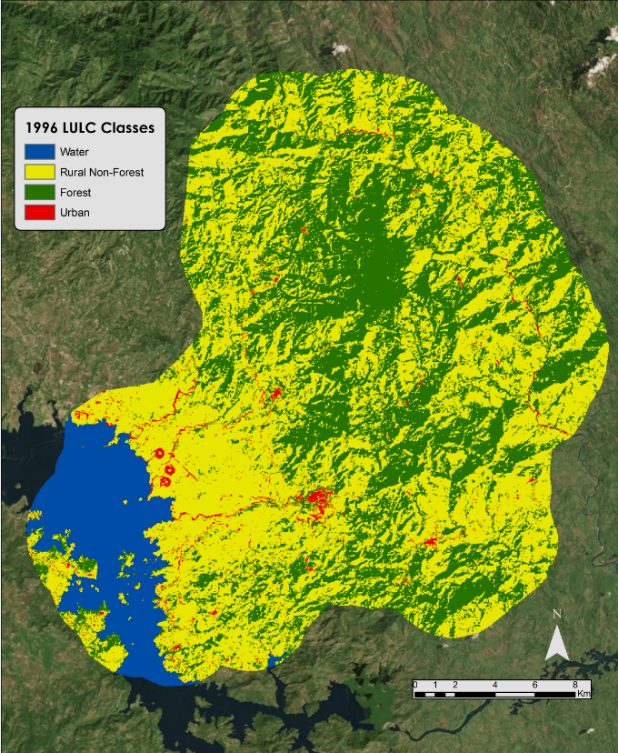 1996 LULC Classes
Water
Rural Non-Forest
Forest
Urban
N
0 1 2 4 6 8
Km